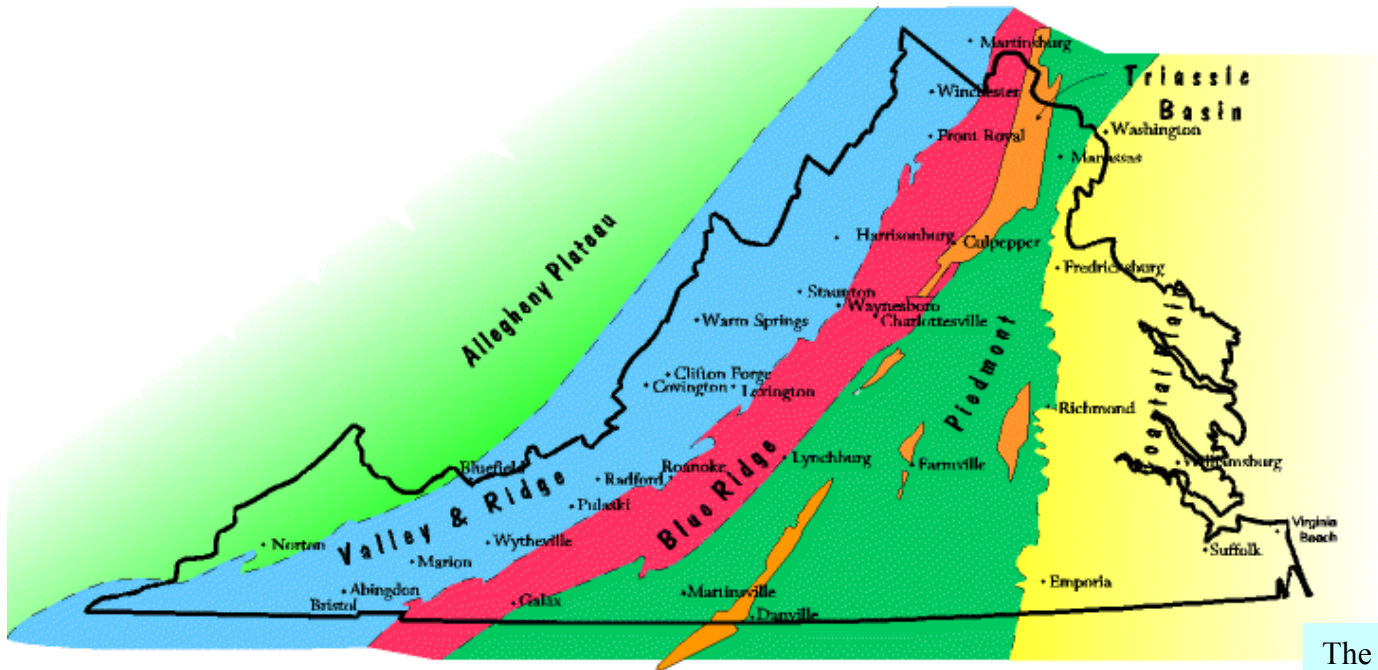 Martinsburg
Triassic
Basin
Winchester
Washington
Front Royal
Manassas
Allegheny Plateau
Harrisonburg
Culpepper
Fredricksburg
Staunton
Waynesboro
Warm Springs
Charlottesville
Coastal Plain
Clifton Forge
Covington
Lexington
Piedmont
Richmond
Bluefield
Roanoke
Lynchburg
Radford
Farmville
Williamsburg
Valley & Ridge
Pulaski
Blue Ridge
Norton
Wytheville
Virginia
Beach
Suffolk
Marion
Emporia
Abingdon
Bristol
Galax
Martinsville
Danville
The